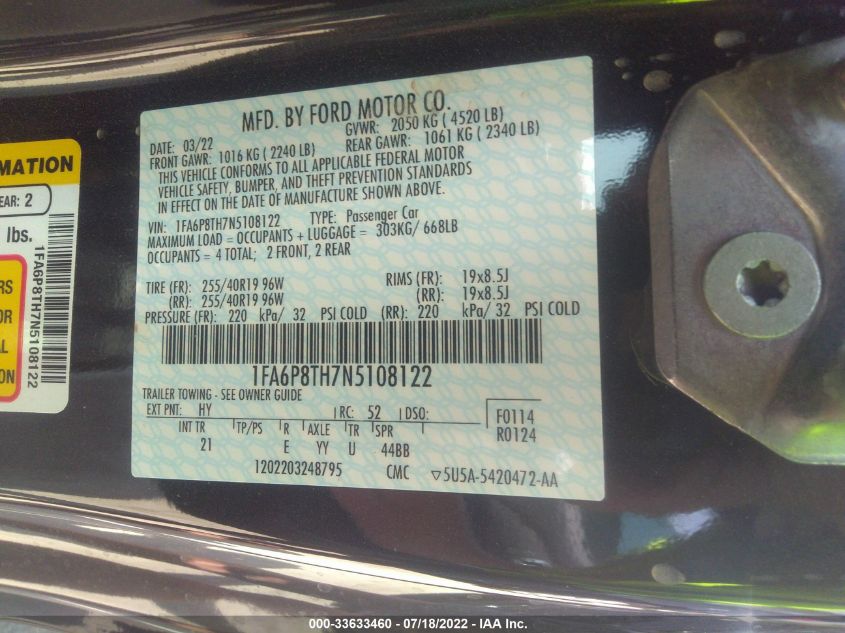 MFD. BY FORD MOTOR CO.
DATE: 03/22 GVWR: 2050 KG ( 4520 LB)
FRONT GAWR: 1016 KG ( 2240 LB) REAR GAWR: 1061 KG ( 2340 LB)
THIS VEHICLE CONFORMS TO ALL APPLICABLE FEDERAL MOTOR
VEHICLE SAFETY, BUMPER, AND THEFT PREVENTION STANDARDS
IN EFFECT ON THE DATE OF MANUFACTURE SHOWN ABOVE.
VIN: 1FA6P8TH7N5108122 TYPE: Passenger Car
MAXIMUM LOAD = OCCUPANTS + LUGGAGE = 303KG/ 668LB
OCCUPANTS = 4 TOTAL; 2 FRONT, 2 REAR
TIRE (FR): 255/40R19 96W RIMS (FR): 19x8.5J
(RR): 255/40R19 96W (RR): 19x8.5J
PRESSURE (FR): 220 kPa/ 32 PSI COLD (RR): 220 kPa/ 32 PSI COLD
1FA6P8TH7N5108122
TRAILER TOWING - SEE OWNER GUIDE
EXT PNT: HY RC: 52 DSO: F0114
R0124
INT TR TP/PS R AXLE TR SPR
21 E YY U 44BB
1202203248795 CMC ▽5U5A-5420472-AA
RMATION
EAR: 2
lbs.
1FA6P8TH7N5108122
RS
OR
AL
ON
000-33633460 - 07/18/2022 - IAA Inc.